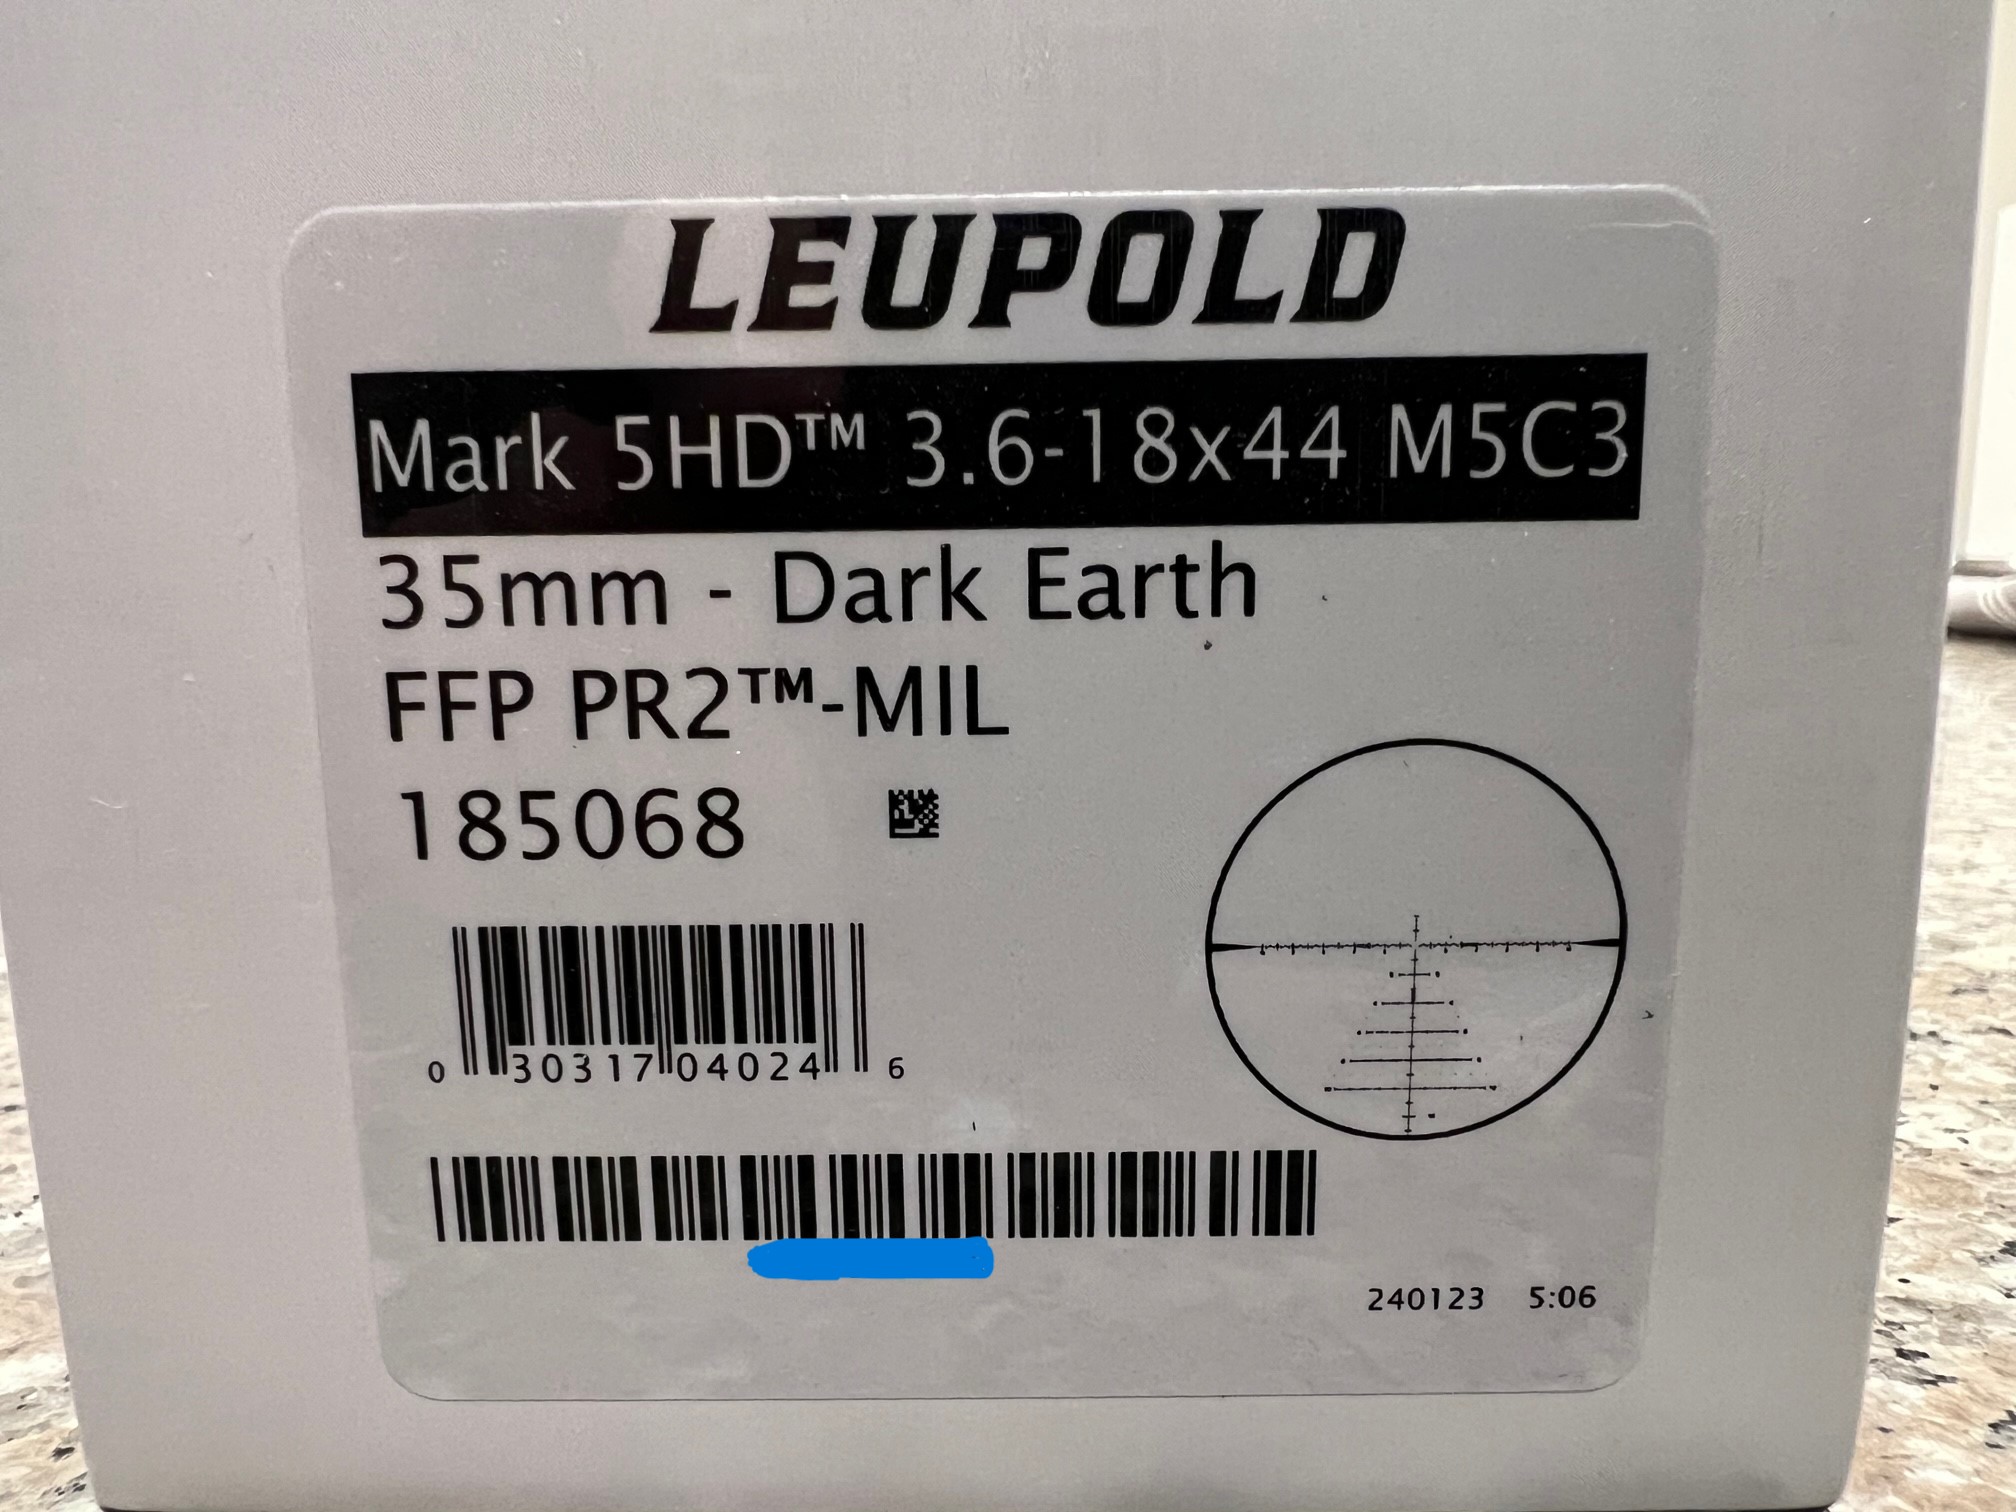 LEUPOLD
Mark 5HD™ 3.6-18x44 M5C3
35mm - Dark Earth
FFP PR2™-MIL
185068
0 30317 04024 6
240123 5:06